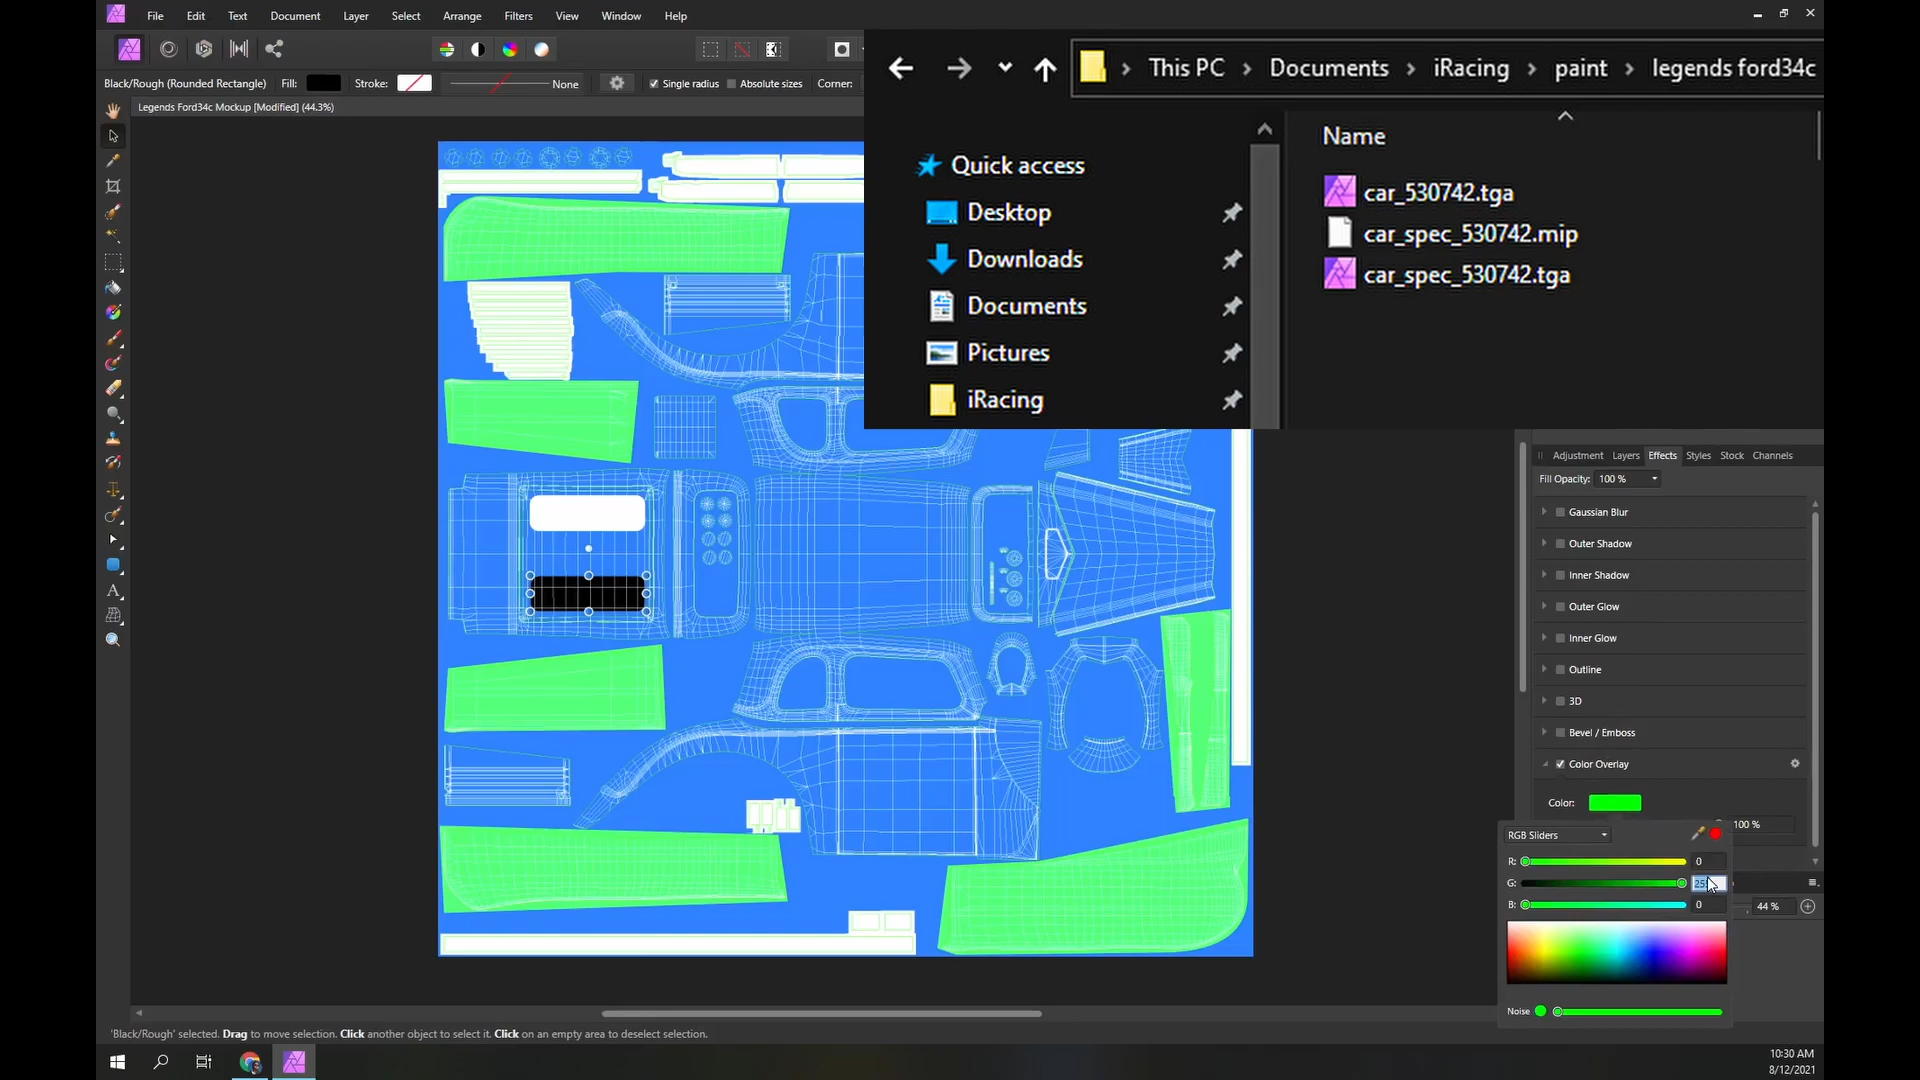 File Edit Text Document Layer Select Arrange Filters View Window Help
Black/Rough (Rounded Rectangle) Fill: Stroke: None Single radius Absolute sizes Corner:
Legends Ford34c Mockup [Modified] (44.3%)
This PC Documents iRacing paint legends ford34c
Name
Quick access
Desktop
Downloads
Documents
Pictures
iRacing
car_530742.tga
car_spec_530742.mip
car_spec_530742.tga
Adjustment Layers Effects Styles Stock Channels
Fill Opacity: 100 %
Gaussian Blur
Outer Shadow
Inner Shadow
Outer Glow
Inner Glow
Outline
3D
Bevel / Emboss
Color Overlay
Color:
100 %
RGB Sliders
R: 0
G:
B: 0
44 %
Noise
'Black/Rough' selected. Drag to move selection. Click another object to select it. Click on an empty area to deselect selection.
10:30 AM
8/12/2021